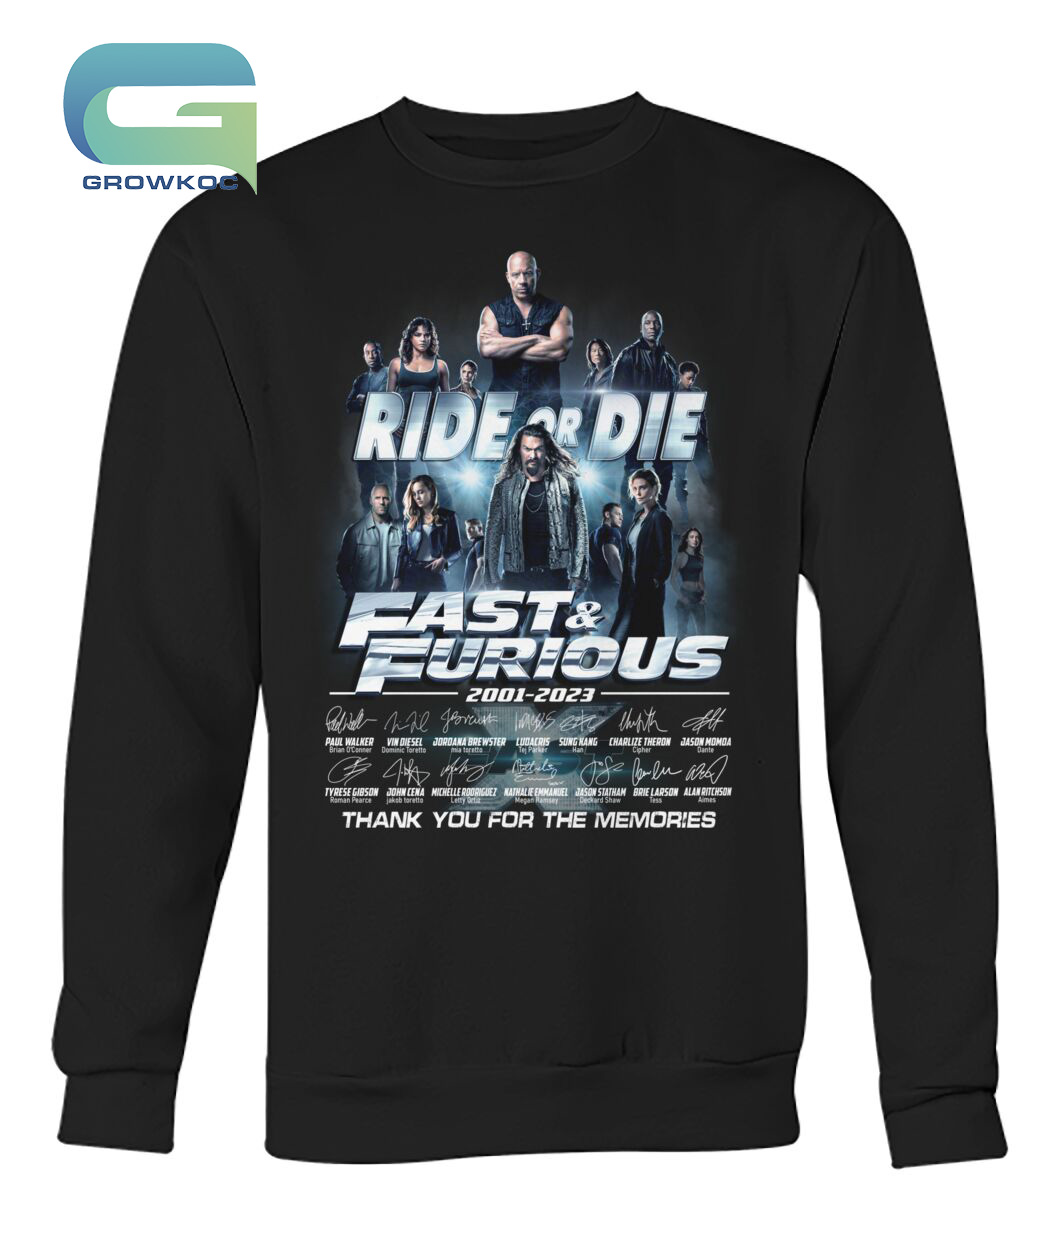 GROWKOC
RIDE OR DIE
FAST &
FURIOUS
2001-2023
PAUL WALKER VIN DIESEL JORDANA BREWSTER LUDACRIS SUNG KANG CHARLIZE THERON JASON MOMOA
Brian O'Conner Dominic Toretto mia toretto Tej Parker Han Cipher Dante
TYRESE GIBSON JOHN CENA MICHELLE RODRIGUEZ NATHALIE EMMANUEL JASON STATHAM BRIE LARSON ALAN RITCHSON
Roman Pearce jakob toretto Letty Ortiz Megan Ramsey Deckard Shaw Tess Aimes
THANK YOU FOR THE MEMORIES